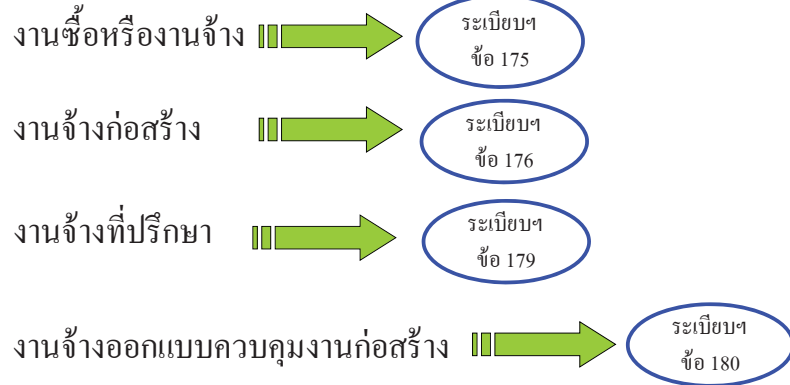 งานซื้อหรืองานจ้าง
ระเบียบฯ
ข้อ 175
งานจ้างก่อสร้าง
ระเบียบฯ
ข้อ 176
งานจ้างที่ปรึกษา
ระเบียบฯ
ข้อ 179
งานจ้างออกแบบควบคุมงานก่อสร้าง
ระเบียบฯ
ข้อ 180